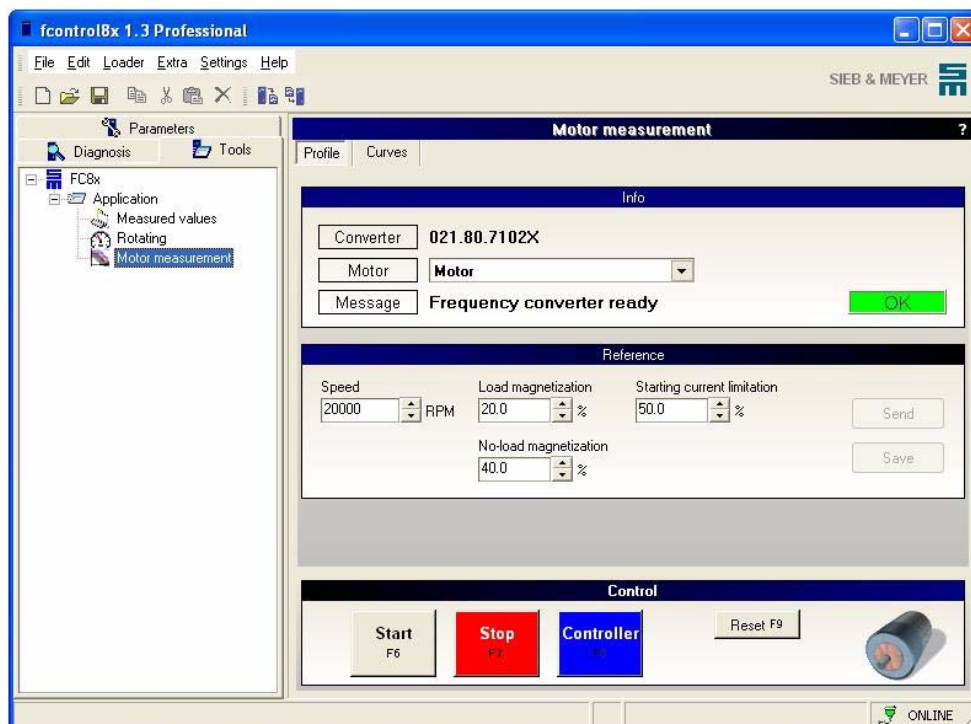 fcontrol8x 1.3 Professional
File Edit Loader Extra Settings Help
SIEB & MEYER
Parameters
Diagnosis
Tools
FC8x
Application
Measured values
Rotating
Motor measurement
Motor measurement ?
Profile Curves
Info
Converter 021.80.7102X
Motor Motor
Message Frequency converter ready OK
Reference
Speed Load magnetization Starting current limitation
20000 RPM 20.0 % 50.0 % Send
No-load magnetization
40.0 % Save
Control
Start Stop Controller Reset F9
F6 F7
ONLINE